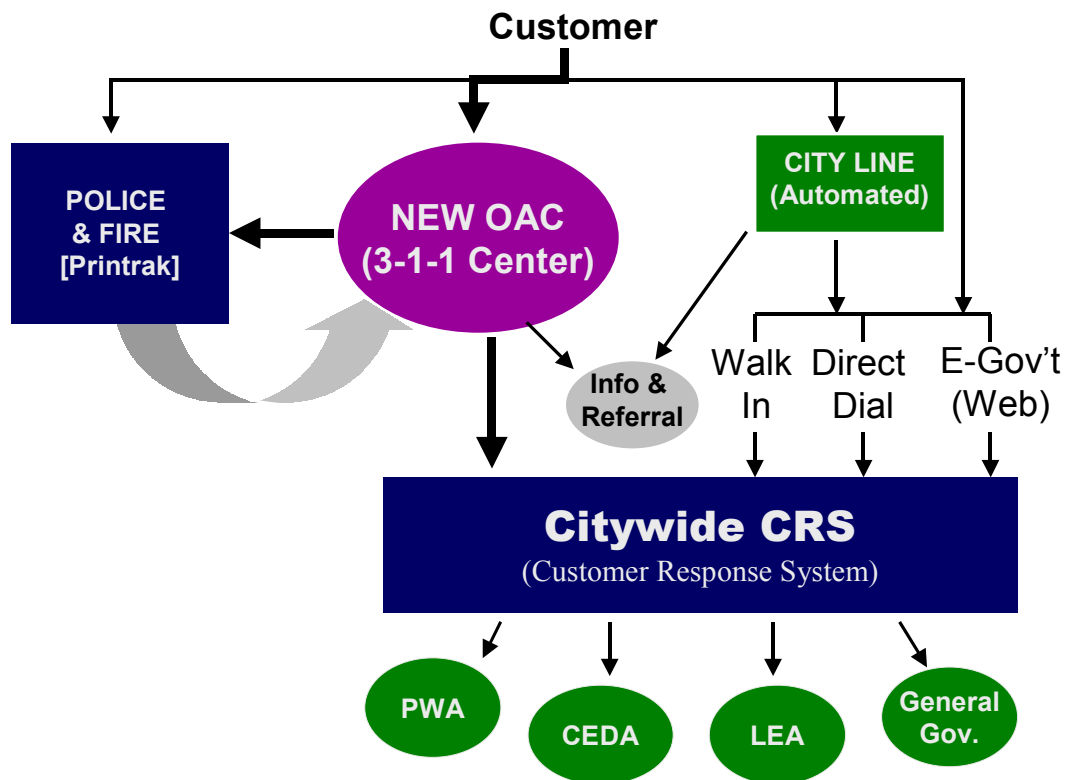 Customer
POLICE
& FIRE
[Printrak]
NEW OAC
(3-1-1 Center)
CITY LINE
(Automated)
Info &
Referral
Walk
In
Direct
Dial
E-Gov't
(Web)
Citywide CRS
(Customer Response System)
PWA
CEDA
LEA
General
Gov.